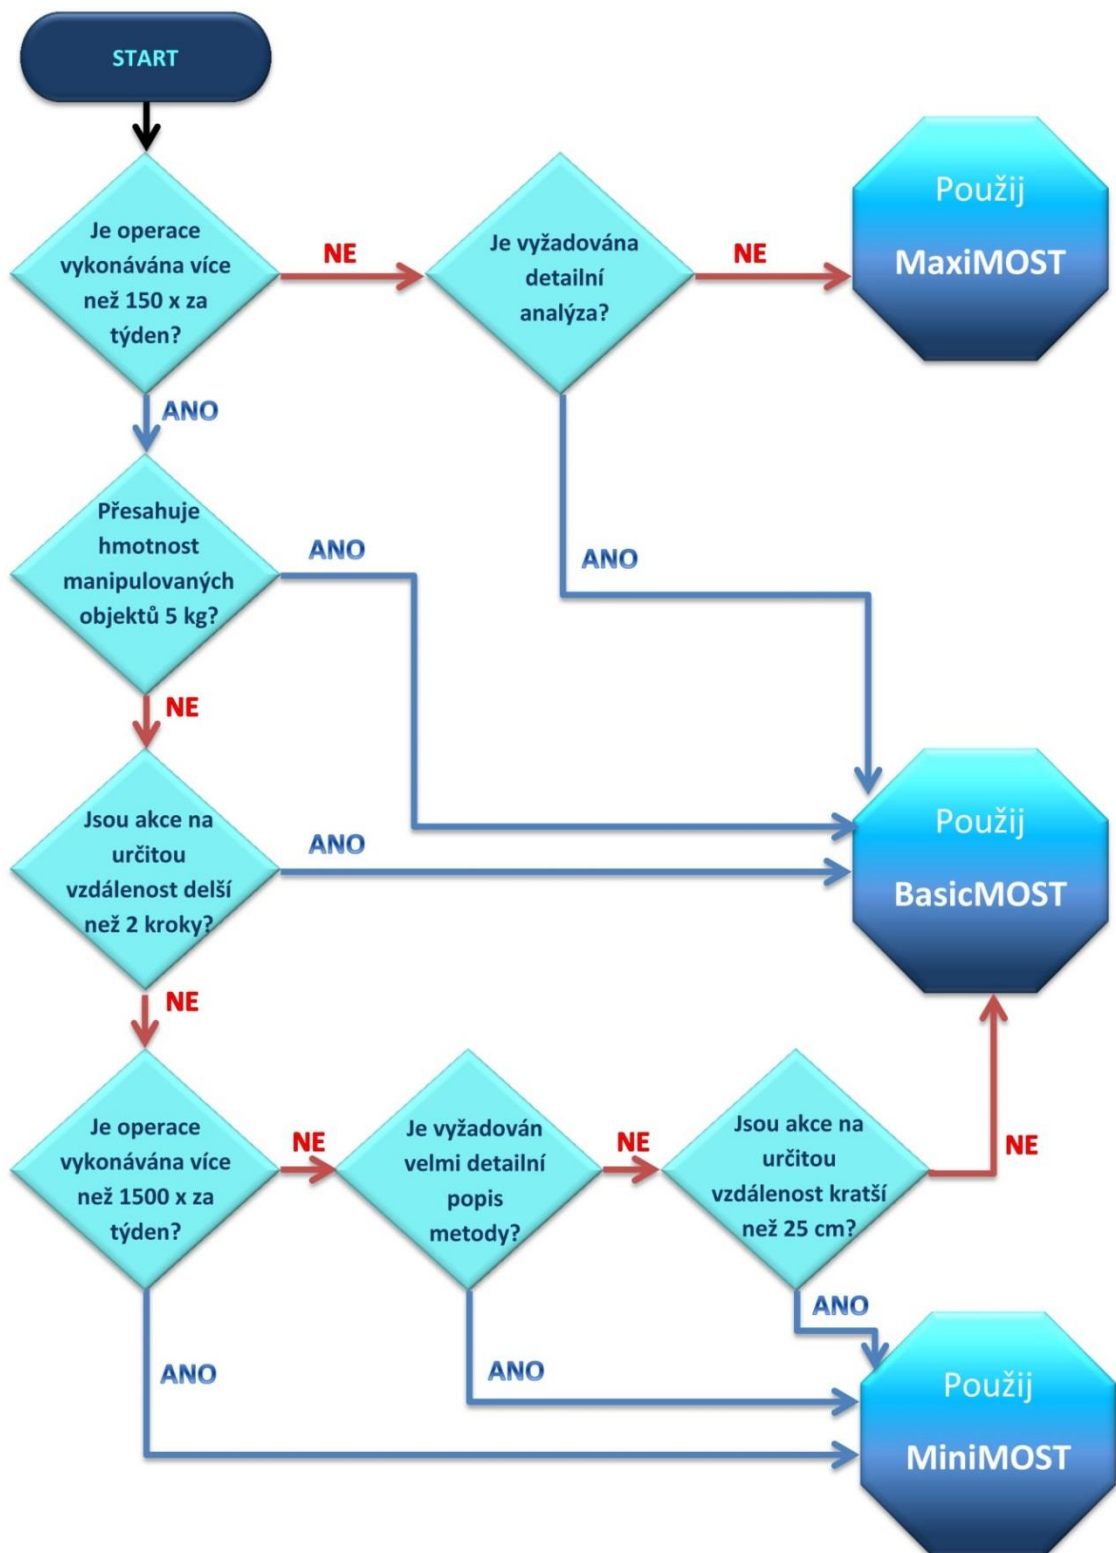 START
Je operace
vykonávána více
než 150 x za
týden?
NE
Je vyžadována
detailní
analýza?
NE
Použij
MaxiMOST
ANO
Přesahuje
hmotnost
manipulovaných
objektů 5 kg?
ANO
ANO
NE
Jsou akce na
určitou
vzdálenost delší
než 2 kroky?
ANO
Použij
BasicMOST
NE
Je operace
vykonávána více
než 1500 x za
týden?
NE
Je vyžadován
velmi detailní
popis
metody?
NE
Jsou akce na
určitou
vzdálenost kratší
než 25 cm?
NE
ANO
ANO
ANO
Použij
MiniMOST